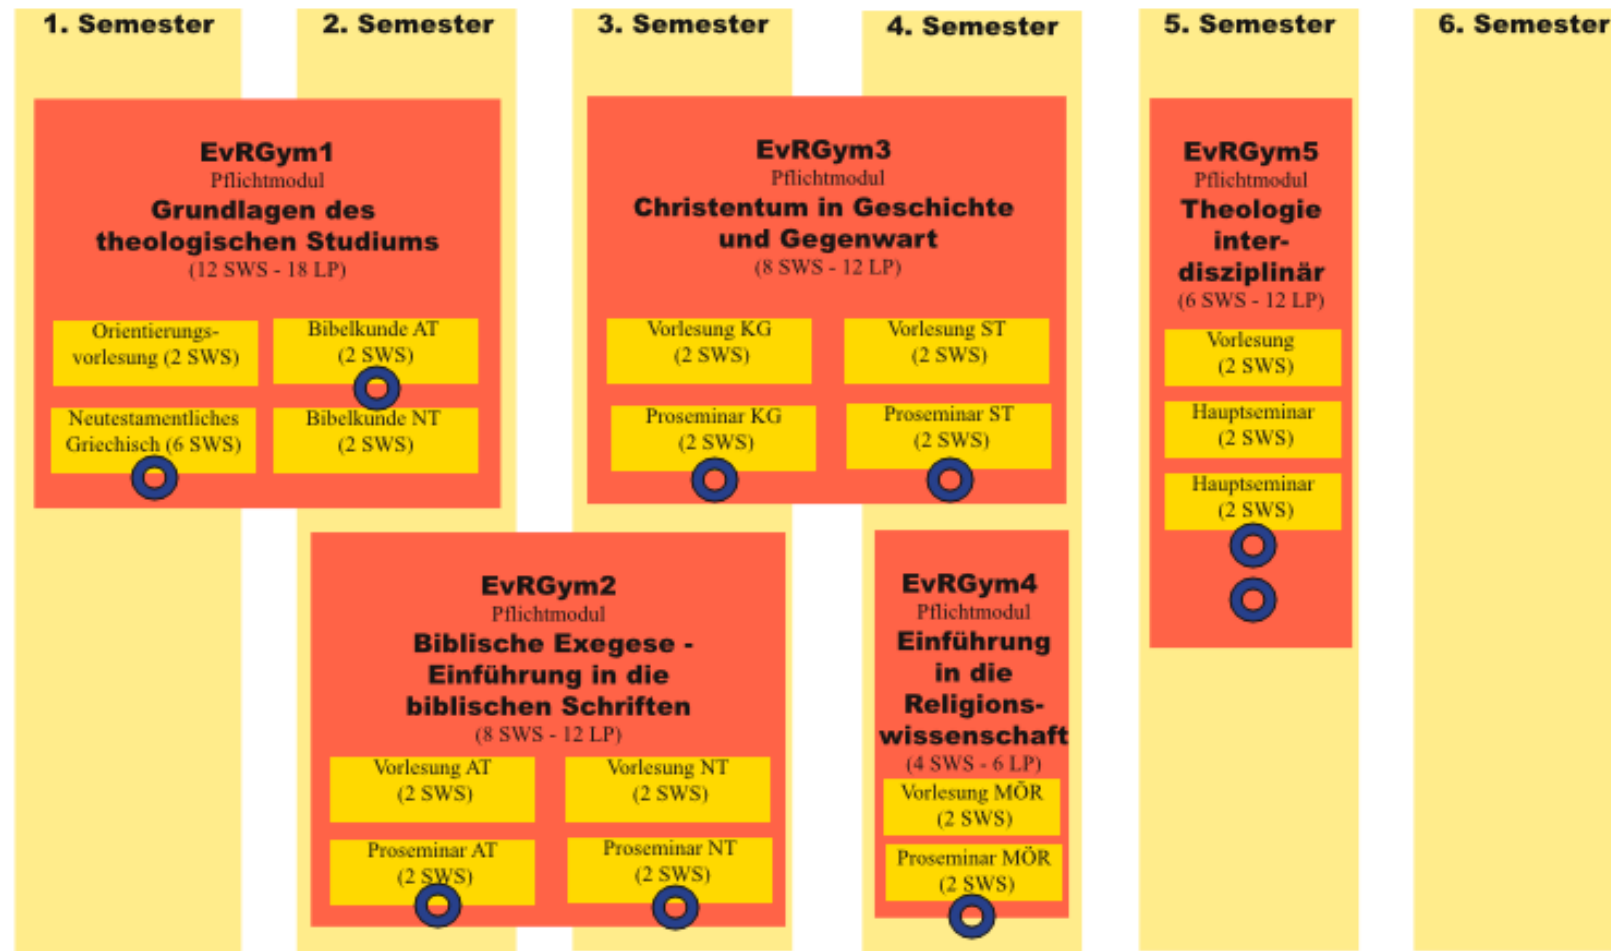 1. Semester
2. Semester
3. Semester
4. Semester
5. Semester
6. Semester
EvRGym1
Pflichtmodul
Grundlagen des
theologischen Studiums
(12 SWS - 18 LP)
Orientierungs-
vorlesung (2 SWS)
Bibelkunde AT
(2 SWS)
Neutestamentliches
Griechisch (6 SWS)
Bibelkunde NT
(2 SWS)
EvRGym3
Pflichtmodul
Christentum in Geschichte
und Gegenwart
(8 SWS - 12 LP)
Vorlesung KG
(2 SWS)
Vorlesung ST
(2 SWS)
Proseminar KG
(2 SWS)
Proseminar ST
(2 SWS)
EvRGym5
Pflichtmodul
Theologie
inter-
disziplinär
(6 SWS - 12 LP)
Vorlesung
(2 SWS)
Hauptseminar
(2 SWS)
Hauptseminar
(2 SWS)
EvRGym2
Pflichtmodul
Biblische Exegese -
Einführung in die
biblischen Schriften
(8 SWS - 12 LP)
Vorlesung AT
(2 SWS)
Vorlesung NT
(2 SWS)
Proseminar AT
(2 SWS)
Proseminar NT
(2 SWS)
EvRGym4
Pflichtmodul
Einführung
in die
Religions-
wissenschaft
(4 SWS - 6 LP)
Vorlesung MÖR
(2 SWS)
Proseminar MÖR
(2 SWS)